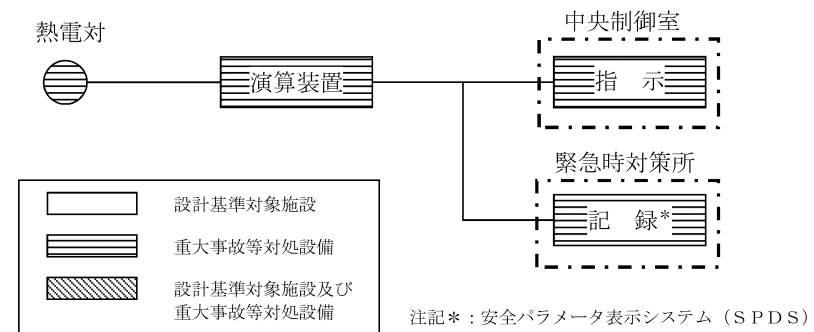 中央制御室
熱電対
演算装置
指 示
緊急時対策所
記 録*
設計基準対象施設
重大事故等対処設備
設計基準対象施設及び
重大事故等対処設備
注記*:安全パラメータ表示システム(SPDS)